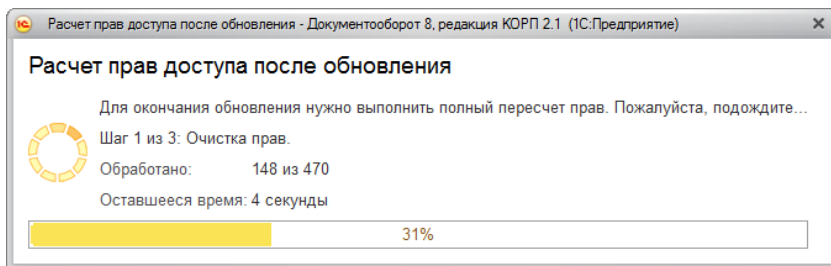 1С Расчет прав доступа после обновления - Документооборот 8, редакция КОРП 2.1 (1С:Предприятие)
Расчет прав доступа после обновления
Для окончания обновления нужно выполнить полный пересчет прав. Пожалуйста, подождите...
Шаг 1 из 3: Очистка прав.
Обработано: 148 из 470
Оставшееся время: 4 секунды
31%